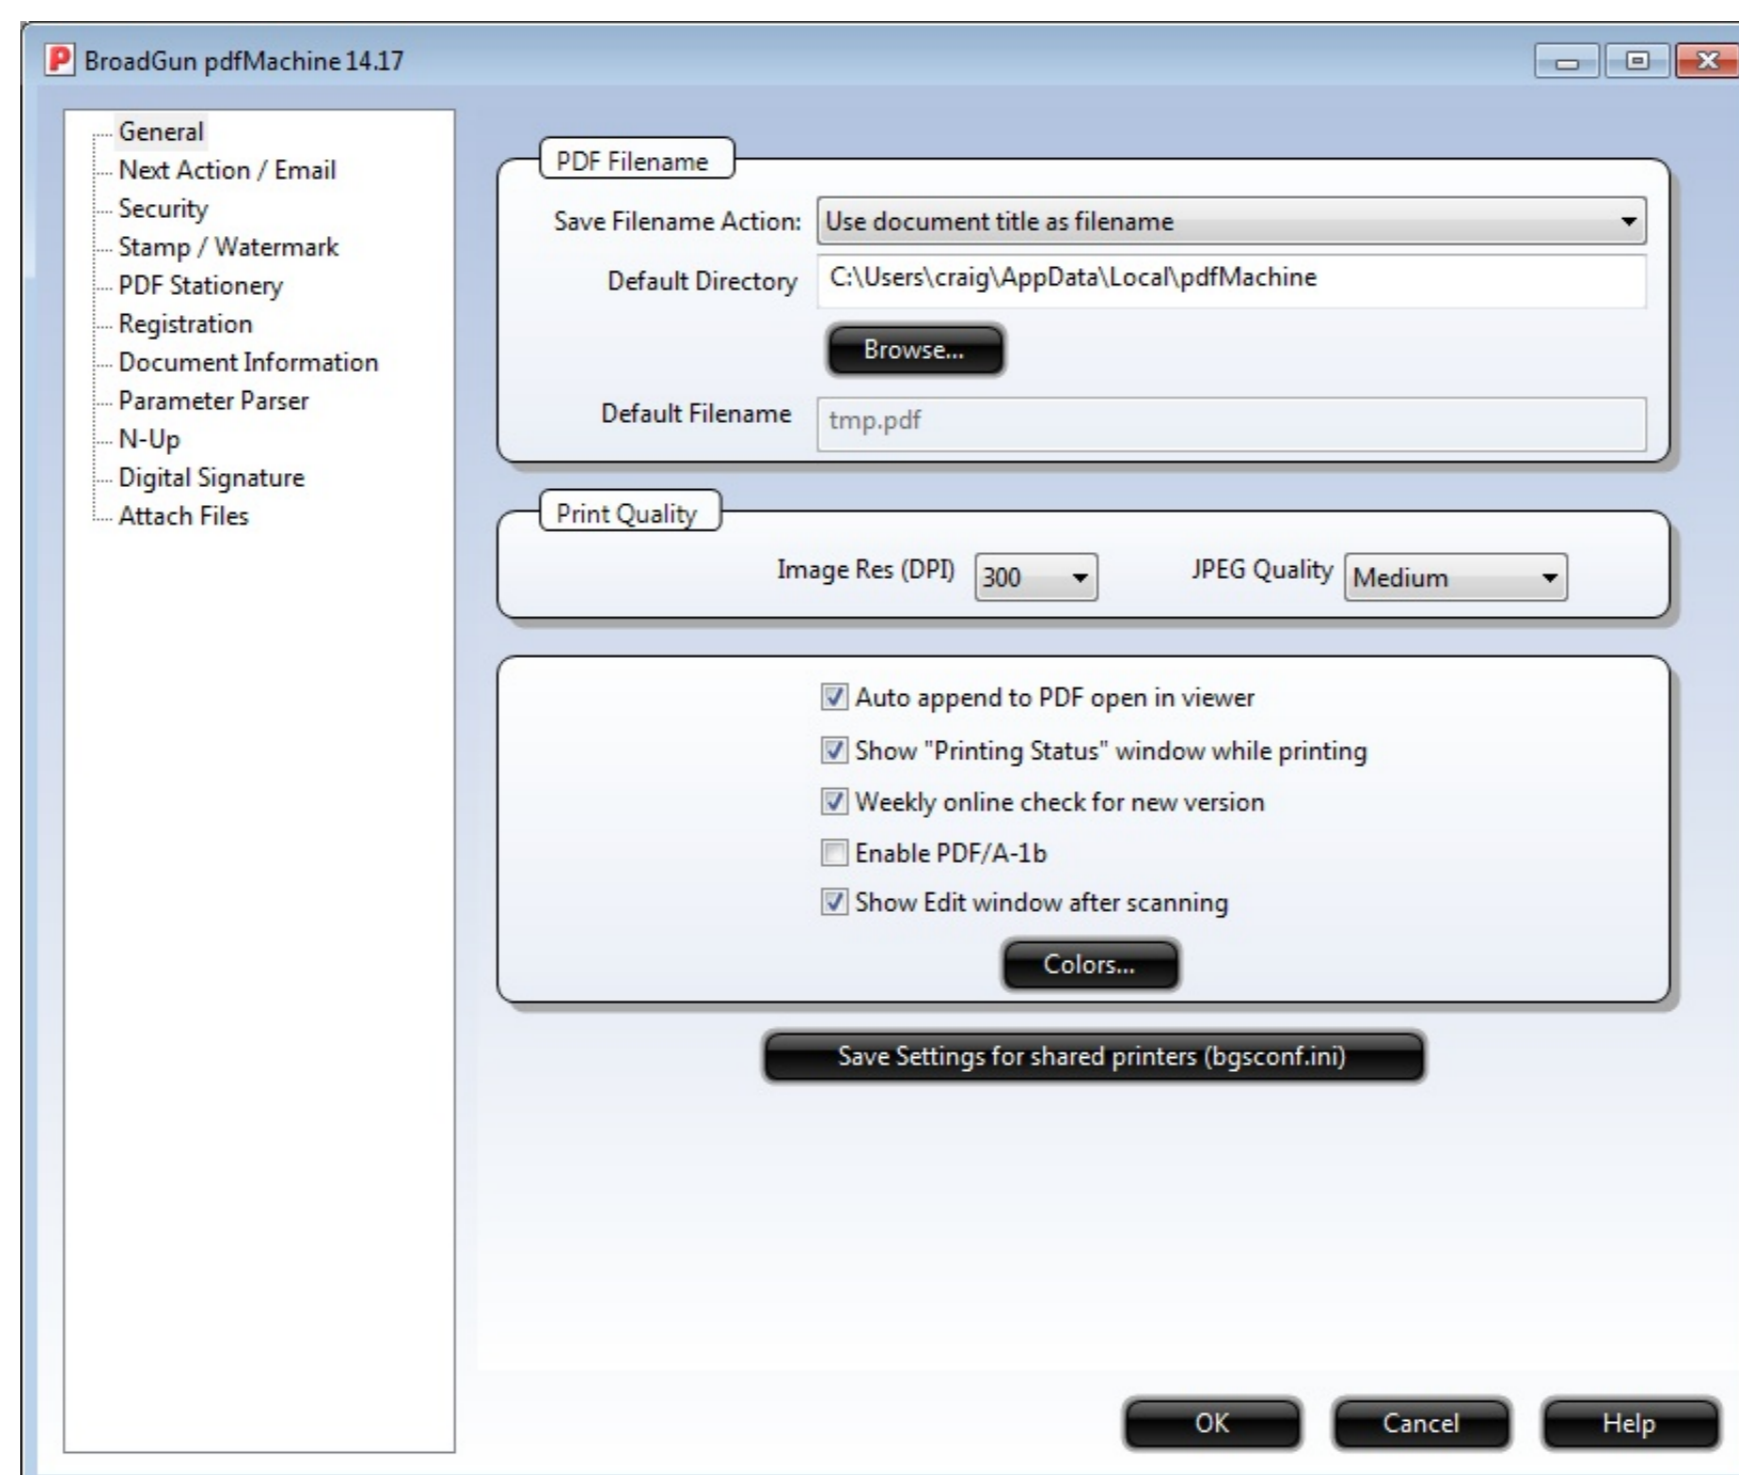 BroadGun pdfMachine 14.17
General
Next Action / Email
Security
Stamp / Watermark
PDF Stationery
Registration
Document Information
Parameter Parser
N-Up
Digital Signature
Attach Files
PDF Filename
Save Filename Action: Use document title as filename
Default Directory C:\Users\craig\AppData\Local\pdfMachine
Browse...
Default Filename tmp.pdf
Print Quality
Image Res (DPI) 300 JPEG Quality Medium
Auto append to PDF open in viewer
Show "Printing Status" window while printing
Weekly online check for new version
Enable PDF/A-1b
Show Edit window after scanning
Colors...
Save Settings for shared printers (bgsconf.ini)
OK Cancel Help